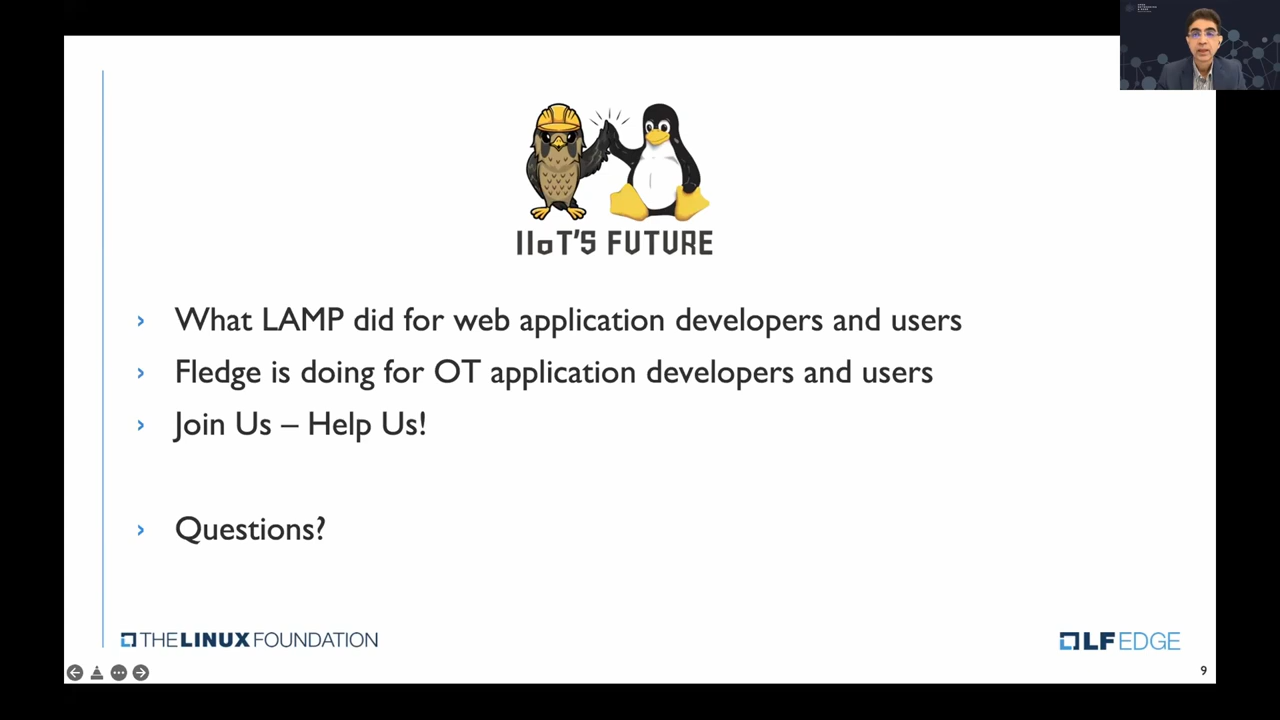 IIoT'S FUTURE
› What LAMP did for web application developers and users
› Fledge is doing for OT application developers and users
› Join Us – Help Us!
› Questions?
THE LINUX FOUNDATION
LF EDGE
9